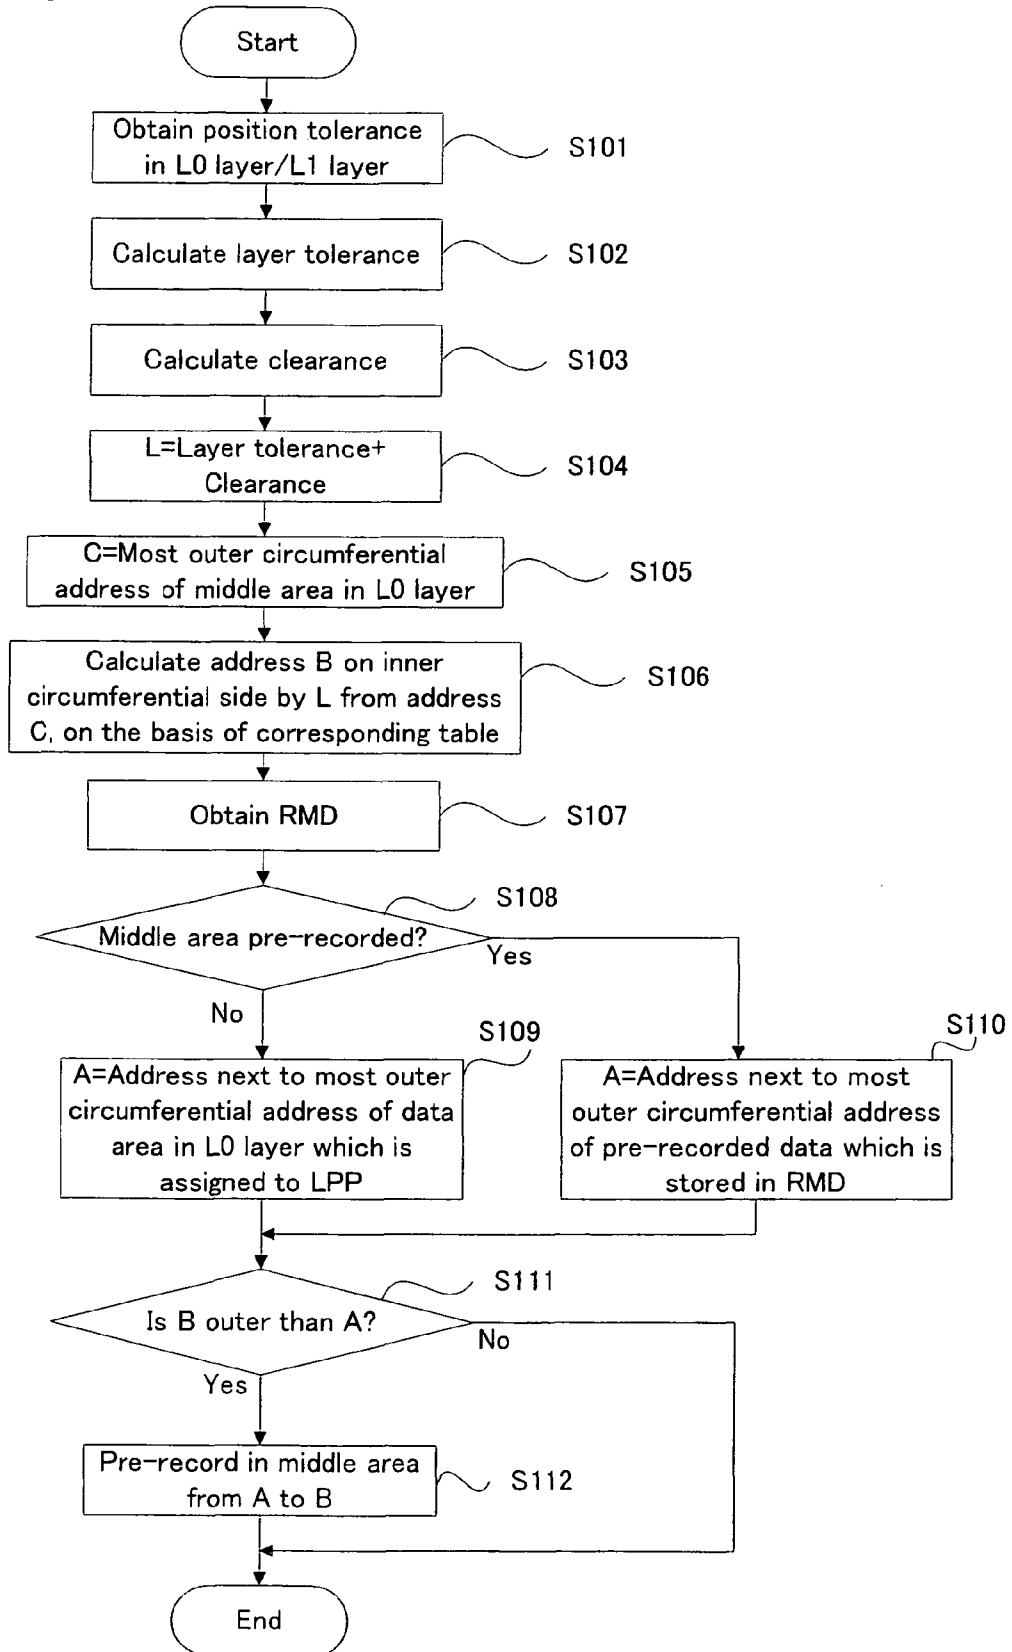 Start
Obtain position tolerance
in L0 layer/L1 layer
S101
Calculate layer tolerance
S102
Calculate clearance
S103
L=Layer tolerance+
Clearance
S104
C=Most outer circumferential
address of middle area in L0 layer
S105
Calculate address B on inner
circumferential side by L from address
C, on the basis of corresponding table
S106
Obtain RMD
S107
S108
Middle area pre-recorded?
Yes
No
S109
A=Address next to most outer
circumferential address of data
area in L0 layer which is
assigned to LPP
S110
A=Address next to most
outer circumferential address
of pre-recorded data which is
stored in RMD
S111
Is B outer than A?
No
Yes
Pre-record in middle area
from A to B
S112
End